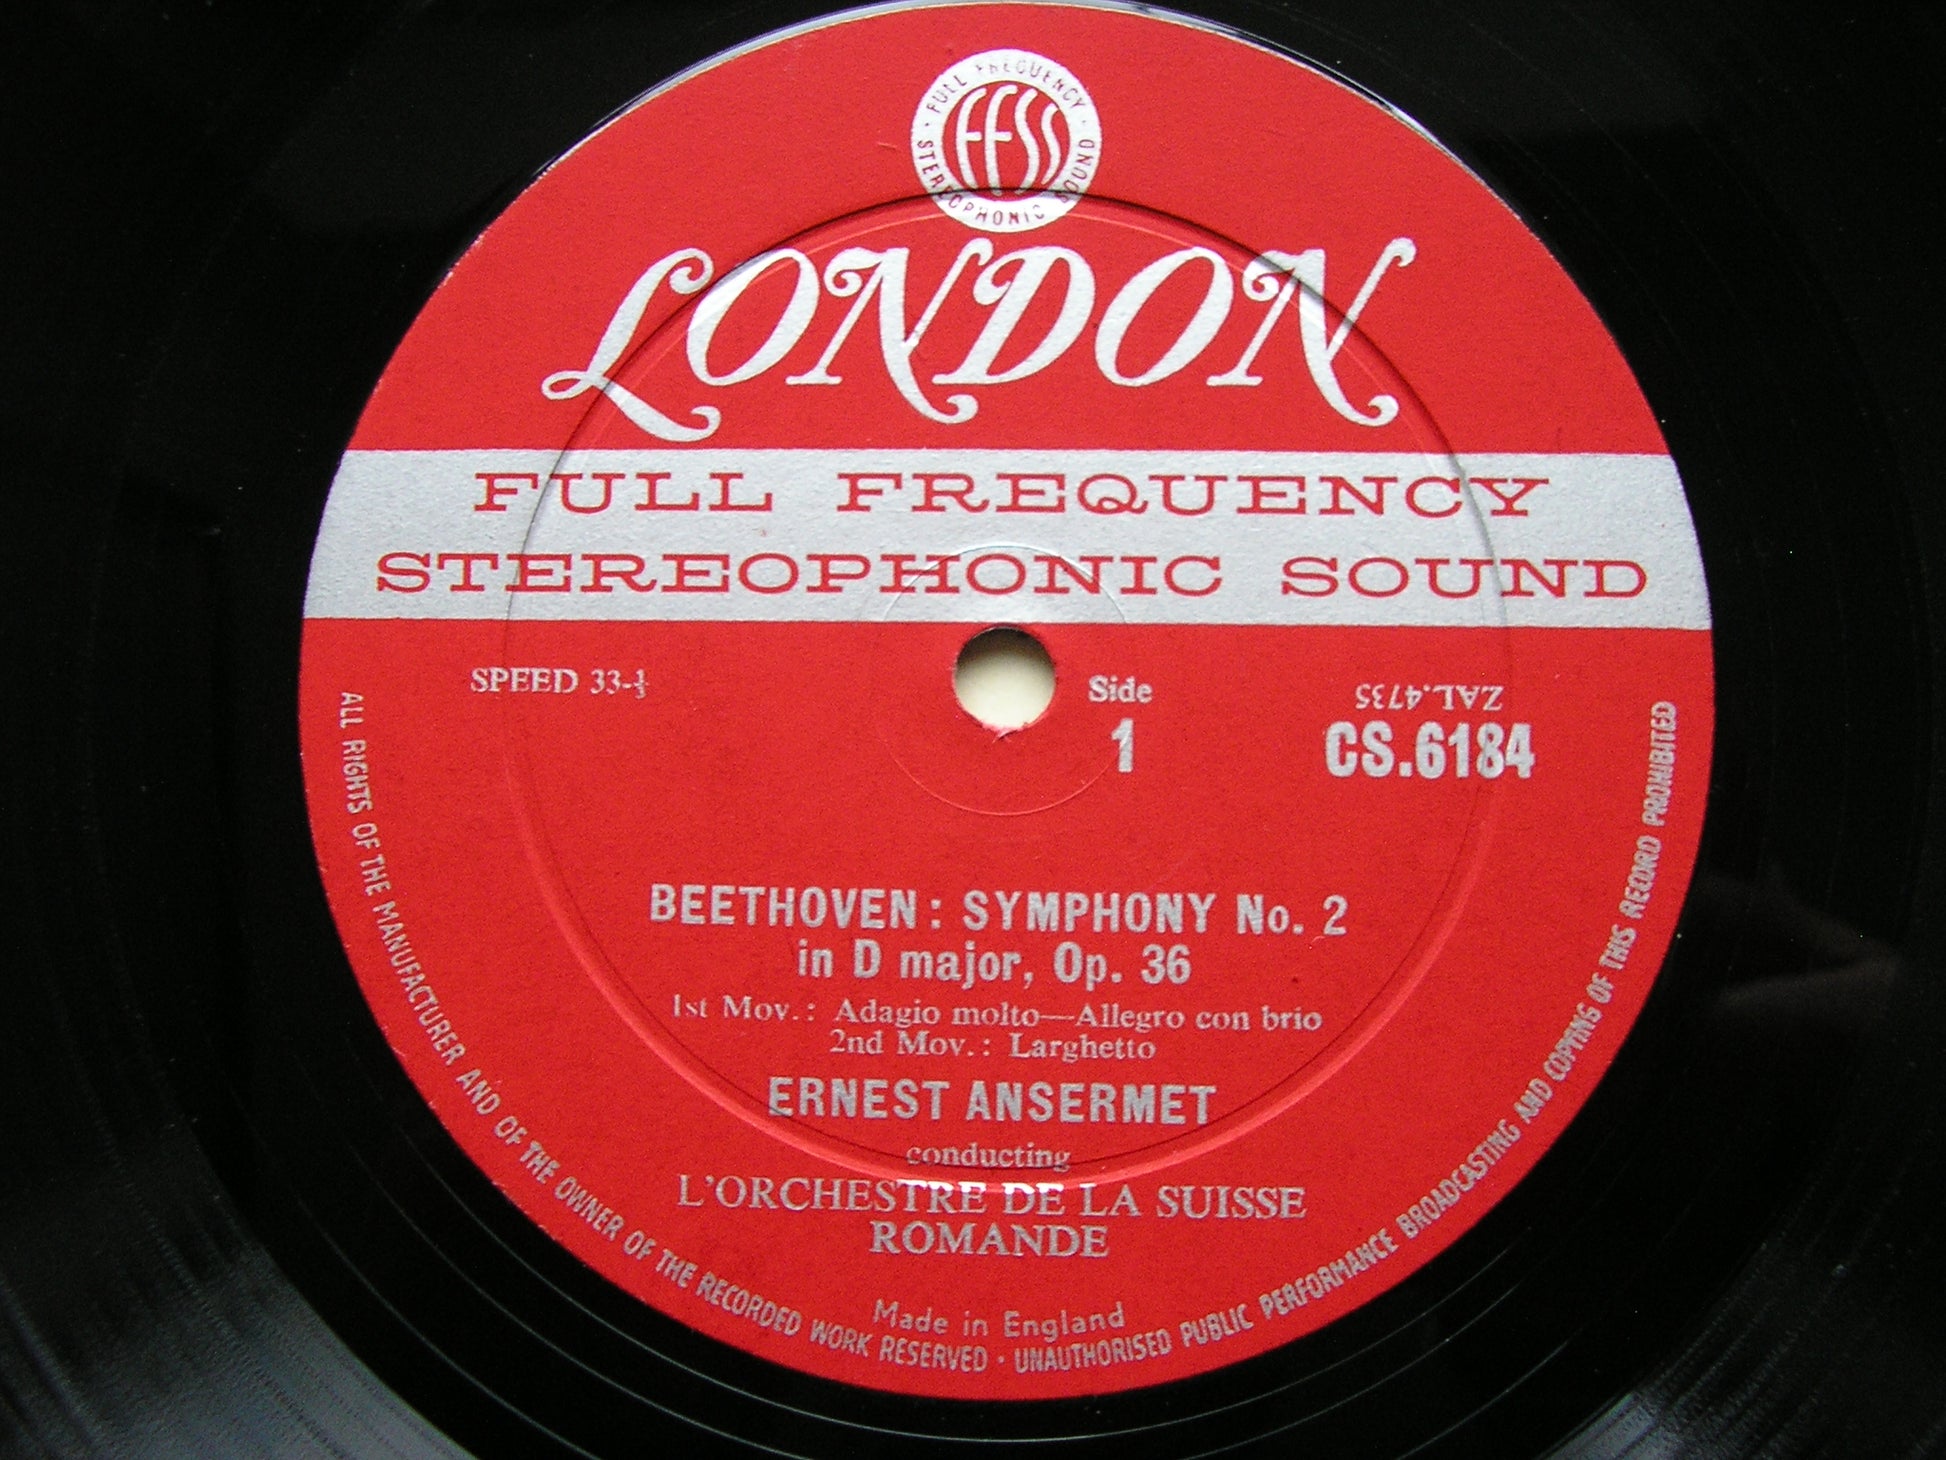 FULL FREQUENCY
FFSS
STEREOPHONIC SOUND
LONDON
FULL FREQUENCY
STEREOPHONIC SOUND
SPEED 33-⅓
Side
1
ZAL.4735
CS.6184
BEETHOVEN: SYMPHONY No. 2
in D major, Op. 36
1st Mov.: Adagio molto—Allegro con brio
2nd Mov.: Larghetto
ERNEST ANSERMET
conducting
L'ORCHESTRE DE LA SUISSE
ROMANDE
Made in England
ALL RIGHTS OF THE MANUFACTURER AND OF THE OWNER OF THE RECORDED WORK RESERVED · UNAUTHORISED PUBLIC PERFORMANCE BROADCASTING AND COPYING OF THIS RECORD PROHIBITED